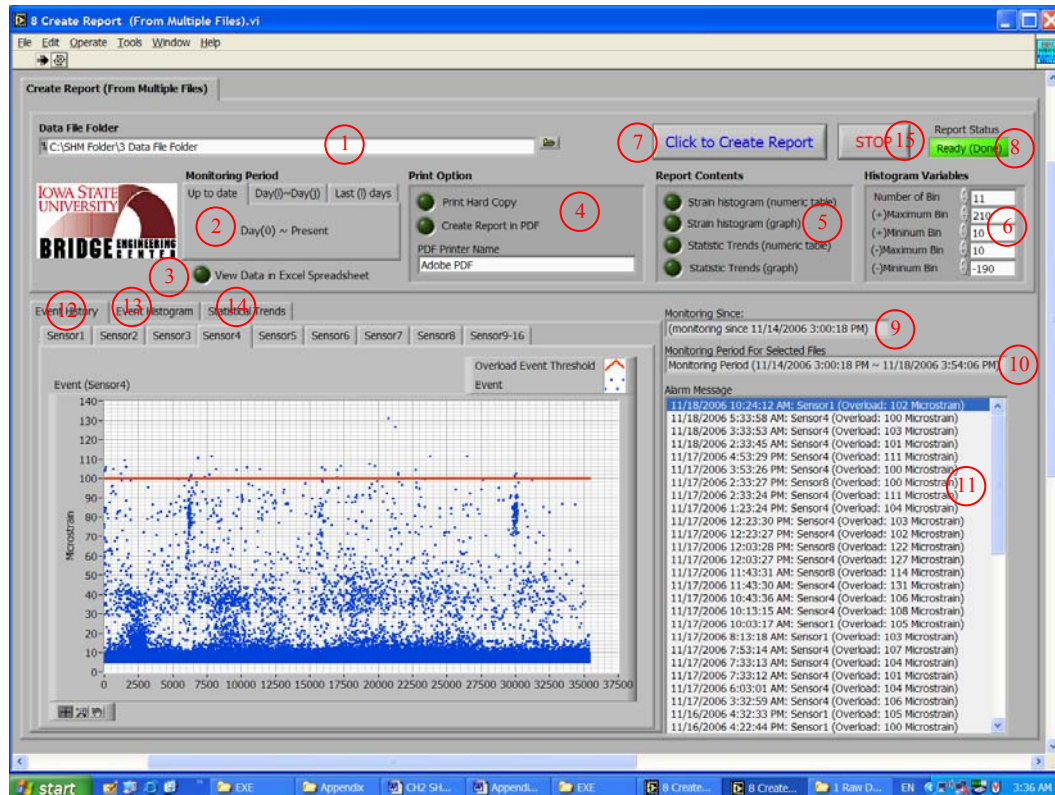 8 Create Report (From Multiple Files).vi
File Edit Operate Tools Window Help
Create Report (From Multiple Files)
Data File Folder
C:\SHM Folder\3 Data File Folder
1
7
Click to Create Report
STOP
15
Report Status
Ready (Done)
8
IOWA STATE
UNIVERSITY
BRIDGE ENGINEERING
CENTER
Monitoring Period
Up to date Day(i)~Day(j) Last (i) days
2
Day(0) ~ Present
3
View Data in Excel Spreadsheet
Print Option
Print Hard Copy
Create Report in PDF
4
PDF Printer Name
Adobe PDF
Report Contents
Strain histogram (numeric table)
Strain histogram (graph)
5
Statistic Trends (numeric table)
Statistic Trends (graph)
Histogram Variables
Number of Bin 11
(+)Maximum Bin 210
(+)Mininum Bin 10
6
(-)Maximum Bin 10
(-)Mininum Bin -190
12
13
14
Event History Event Histogram Statistical Trends
Sensor1 Sensor2 Sensor3 Sensor4 Sensor5 Sensor6 Sensor7 Sensor8 Sensor9-16
Overload Event Threshold
Event
Event (Sensor4)
Microstrain
140
130
120
110
100
90
80
70
60
50
40
30
20
10
0
0 2500 5000 7500 10000 12500 15000 17500 20000 22500 25000 27500 30000 32500 35000 37500
Monitoring Since:
(monitoring since 11/14/2006 3:00:18 PM)
9
Monitoring Period For Selected Files
Monitoring Period (11/14/2006 3:00:18 PM ~ 11/18/2006 3:54:06 PM)
10
Alarm Message
11/18/2006 10:24:12 AM: Sensor1 (Overload: 102 Microstrain)
11/18/2006 5:33:58 AM: Sensor4 (Overload: 100 Microstrain)
11/18/2006 3:33:53 AM: Sensor4 (Overload: 103 Microstrain)
11/18/2006 2:33:45 AM: Sensor4 (Overload: 101 Microstrain)
11/17/2006 4:53:29 PM: Sensor4 (Overload: 111 Microstrain)
11/17/2006 3:53:26 PM: Sensor4 (Overload: 100 Microstrain)
11/17/2006 2:33:27 PM: Sensor8 (Overload: 100 Microstrain)
11/17/2006 2:33:24 PM: Sensor4 (Overload: 111 Microstrain)
11/17/2006 1:23:24 PM: Sensor4 (Overload: 104 Microstrain)
11/17/2006 12:23:30 PM: Sensor4 (Overload: 103 Microstrain)
11/17/2006 12:23:27 PM: Sensor4 (Overload: 102 Microstrain)
11/17/2006 12:03:28 PM: Sensor8 (Overload: 122 Microstrain)
11/17/2006 12:03:27 PM: Sensor4 (Overload: 127 Microstrain)
11/17/2006 11:43:31 AM: Sensor8 (Overload: 114 Microstrain)
11/17/2006 11:43:30 AM: Sensor4 (Overload: 131 Microstrain)
11/17/2006 10:43:36 AM: Sensor4 (Overload: 106 Microstrain)
11/17/2006 10:13:15 AM: Sensor4 (Overload: 108 Microstrain)
11/17/2006 10:03:17 AM: Sensor1 (Overload: 105 Microstrain)
11/17/2006 8:13:18 AM: Sensor1 (Overload: 103 Microstrain)
11/17/2006 7:53:14 AM: Sensor4 (Overload: 107 Microstrain)
11/17/2006 7:33:13 AM: Sensor4 (Overload: 104 Microstrain)
11/17/2006 7:33:12 AM: Sensor4 (Overload: 101 Microstrain)
11/17/2006 6:03:01 AM: Sensor4 (Overload: 104 Microstrain)
11/17/2006 3:32:59 AM: Sensor4 (Overload: 106 Microstrain)
11/16/2006 4:32:33 PM: Sensor1 (Overload: 105 Microstrain)
11/16/2006 4:22:44 PM: Sensor1 (Overload: 100 Microstrain)
11
start EXE Appendix CH2 SH... Appendi... EXE 8 Create... 8 Create... 1 Raw D... EN 3:36 AM